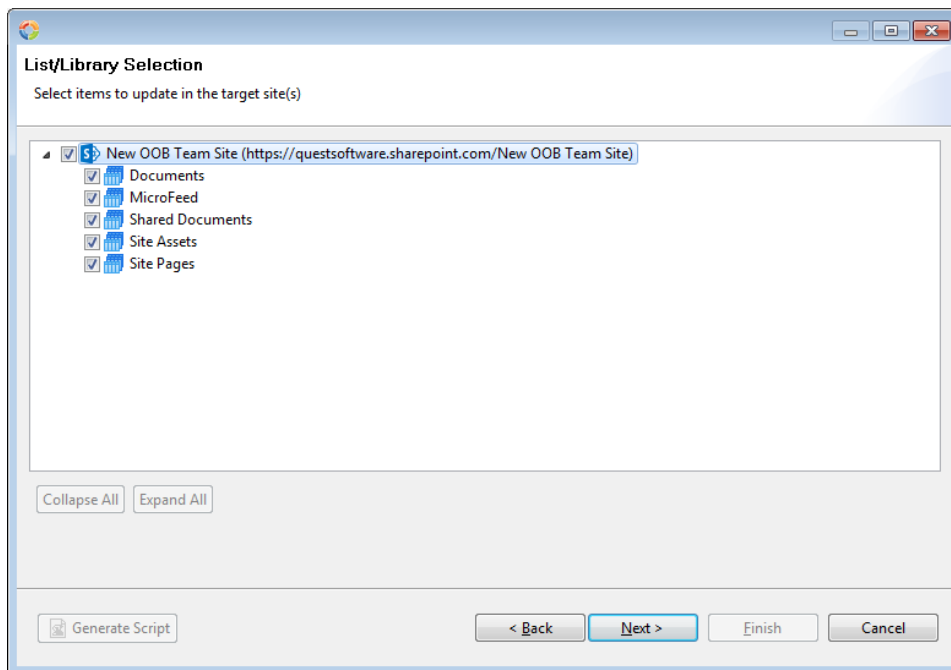 List/Library Selection
Select items to update in the target site(s)
New OOB Team Site (https://questsoftware.sharepoint.com/New OOB Team Site)
Documents
MicroFeed
Shared Documents
Site Assets
Site Pages
Collapse All
Expand All
Generate Script
< Back
Next >
Finish
Cancel